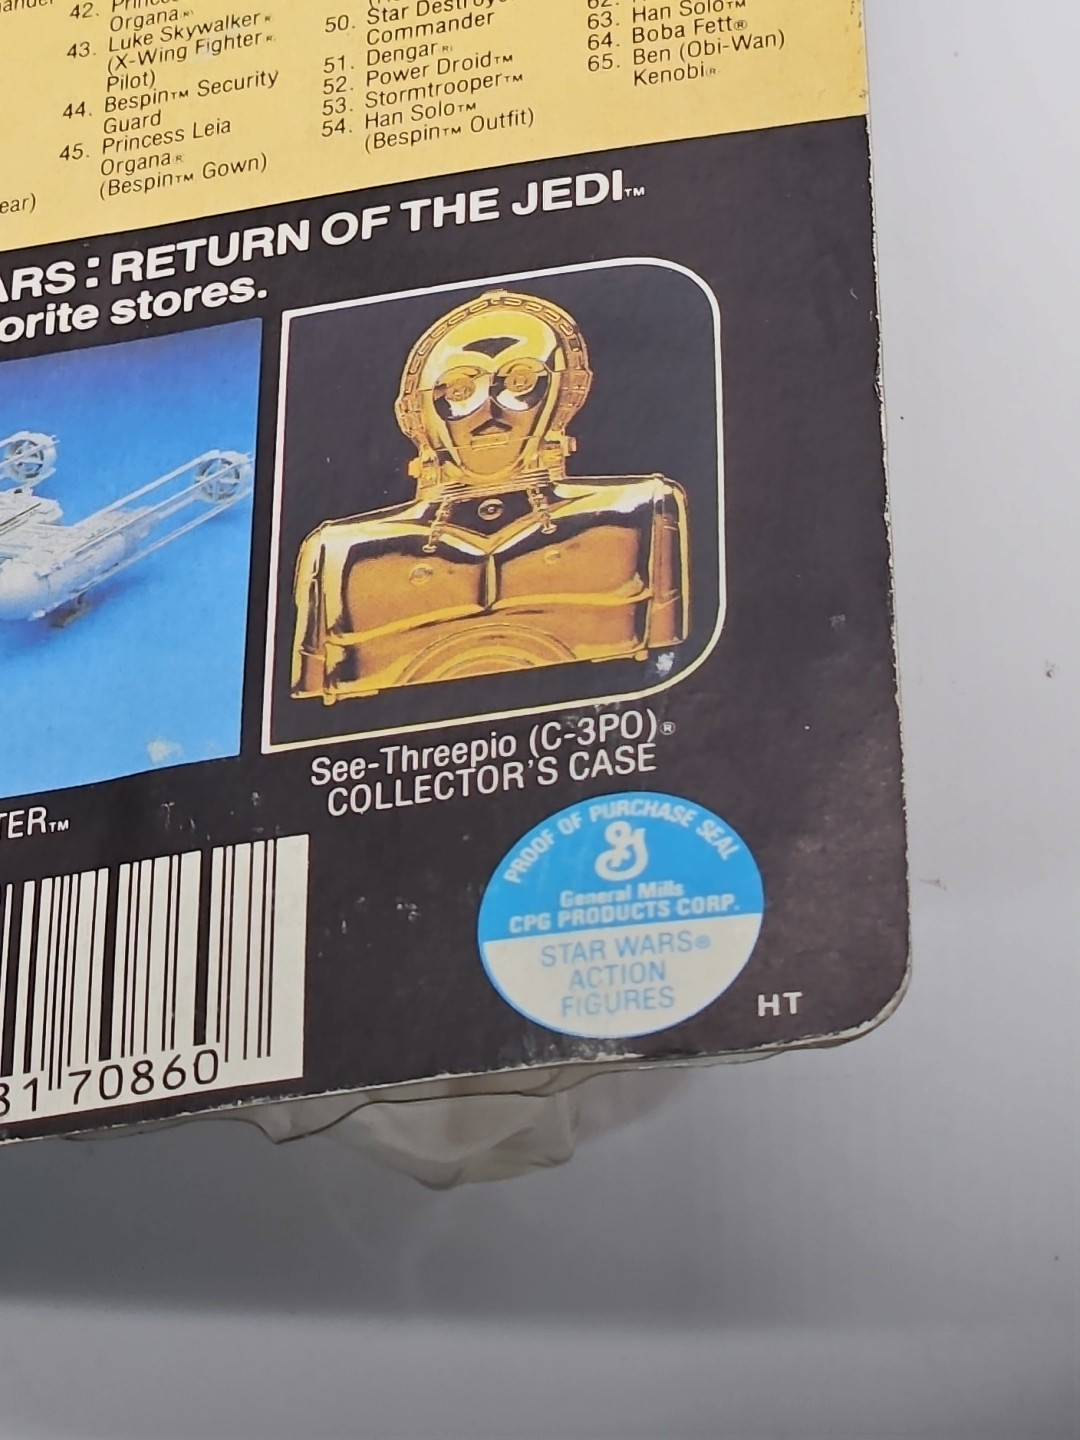 42.
Organa®
43. Luke Skywalker®
(X-Wing Fighter®
Pilot)
44. Bespin™ Security
Guard
45. Princess Leia
Organa®
(Bespin™ Gown)
ear)
50. Star Destroye
Commander
51. Dengar®
52. Power Droid™
53. Stormtrooper™
54. Han Solo™
(Bespin™ Outfit)
62.
63. Han Solo™
64. Boba Fett®
65. Ben (Obi-Wan)
Kenobi®
ARS : RETURN OF THE JEDI™
orite stores.
See-Threepio (C-3PO)®
COLLECTOR'S CASE
TER™
PROOF OF PURCHASE SEAL
G
General Mills
CPG PRODUCTS CORP.
STAR WARS®
ACTION
FIGURES
HT
81 70860